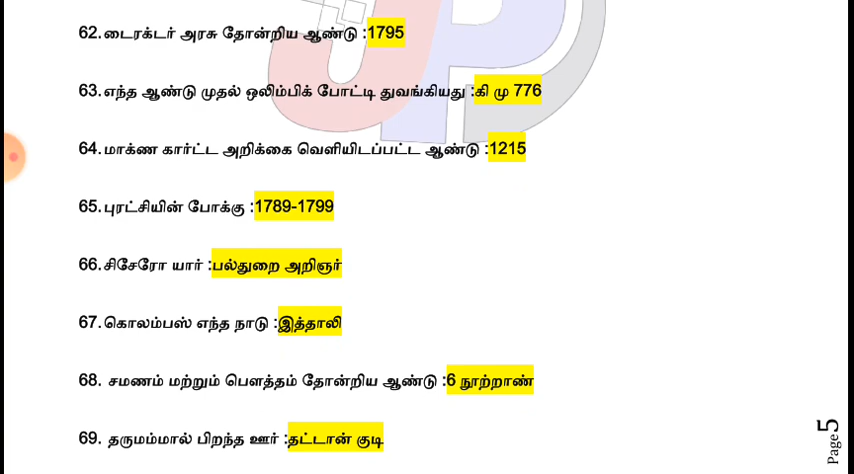 62.டைரக்டர் அரசு தோன்றிய ஆண்டு :1795
63.எந்த ஆண்டு முதல் ஒலிம்பிக் போட்டி துவங்கியது :கி மு 776
64.மாக்ண கார்ட்ட அறிக்கை வெளியிடப்பட்ட ஆண்டு :1215
65.புரட்சியின் போக்கு :1789-1799
66.சிசேரோ யார் :பல்துறை அறிஞர்
67.கொலம்பஸ் எந்த நாடு :இத்தாலி
68. சமணம் மற்றும் பௌத்தம் தோன்றிய ஆண்டு :6 நூற்றாண்
69. தருமம்மால் பிறந்த ஊர் :தட்டான் குடி
Page5